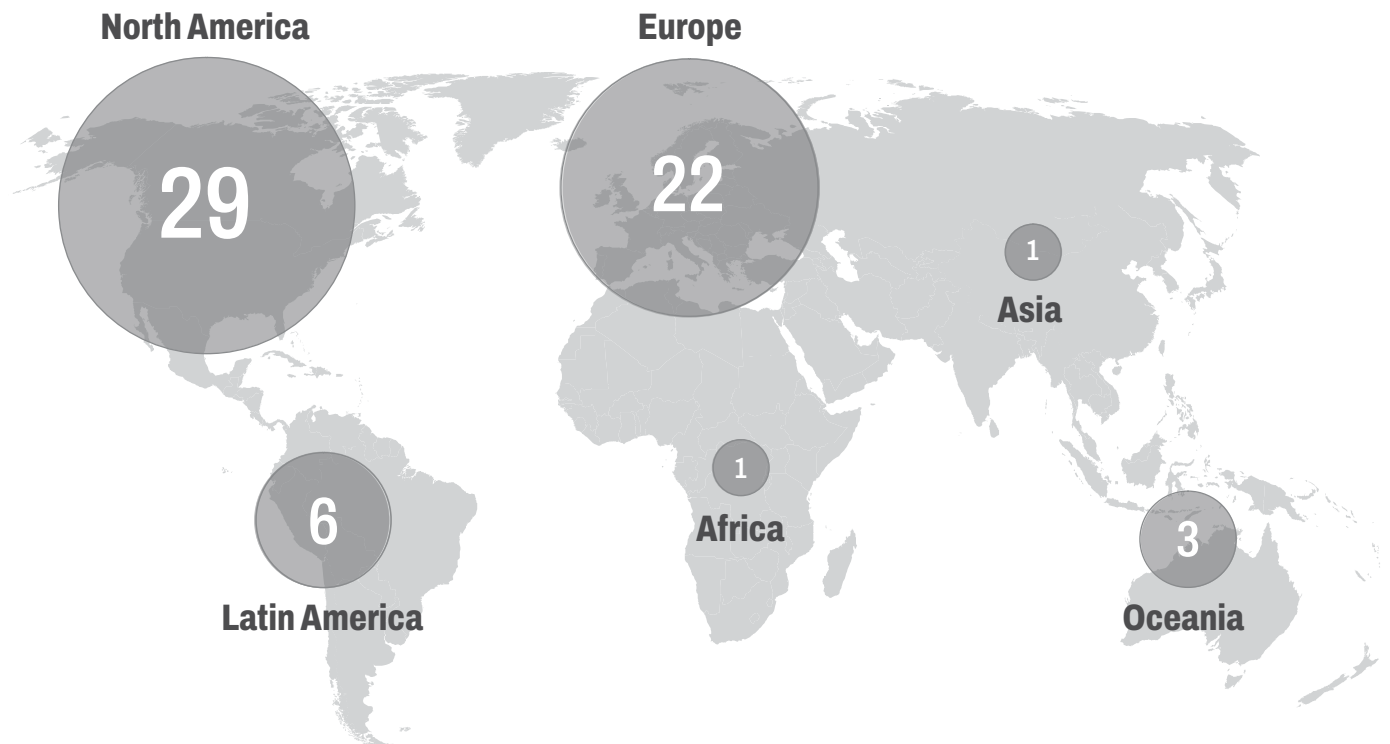 North America
29
Europe
22
1
Asia
1
Africa
6
Latin America
3
Oceania